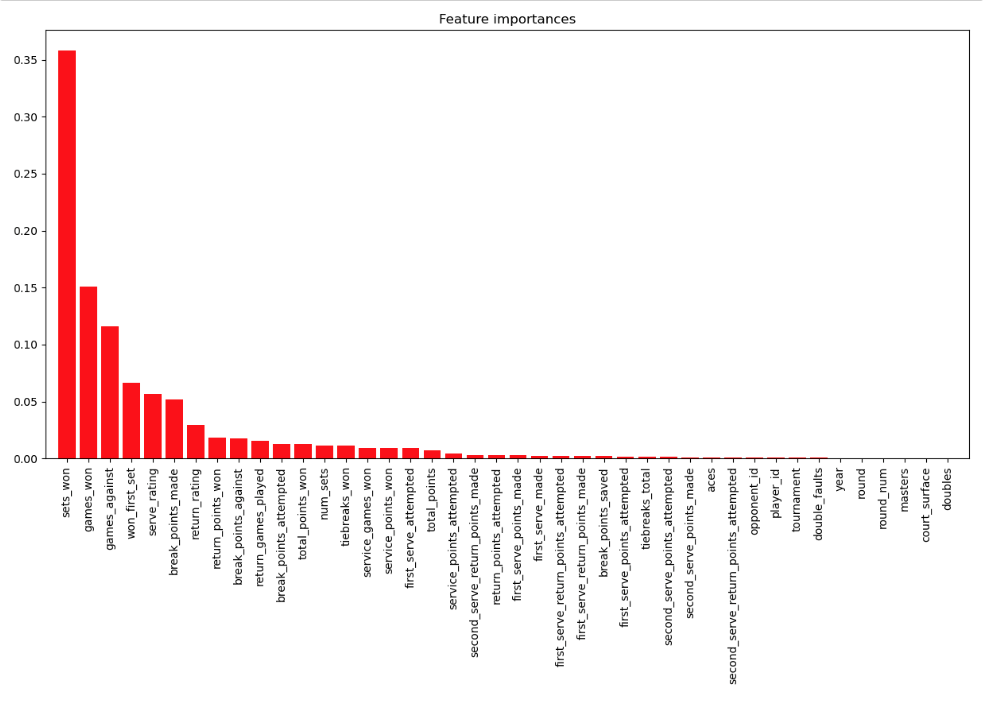 Feature importances
0.35
0.30
0.25
0.20
0.15
0.10
0.05
0.00
sets_won
games_won
games_against
won_first_set
serve_rating
break_points_made
return_rating
return_points_won
break_points_against
return_games_played
break_points_attempted
total_points_won
num_sets
tiebreaks_won
service_games_won
service_points_won
first_serve_attempted
total_points
service_points_attempted
second_serve_return_points_made
return_points_attempted
first_serve_points_made
first_serve_made
first_serve_return_points_attempted
first_serve_return_points_made
break_points_saved
first_serve_points_attempted
tiebreaks_total
second_serve_points_attempted
second_serve_points_made
aces
second_serve_return_points_attempted
opponent_id
player_id
tournament
double_faults
year
round
round_num
masters
court_surface
doubles